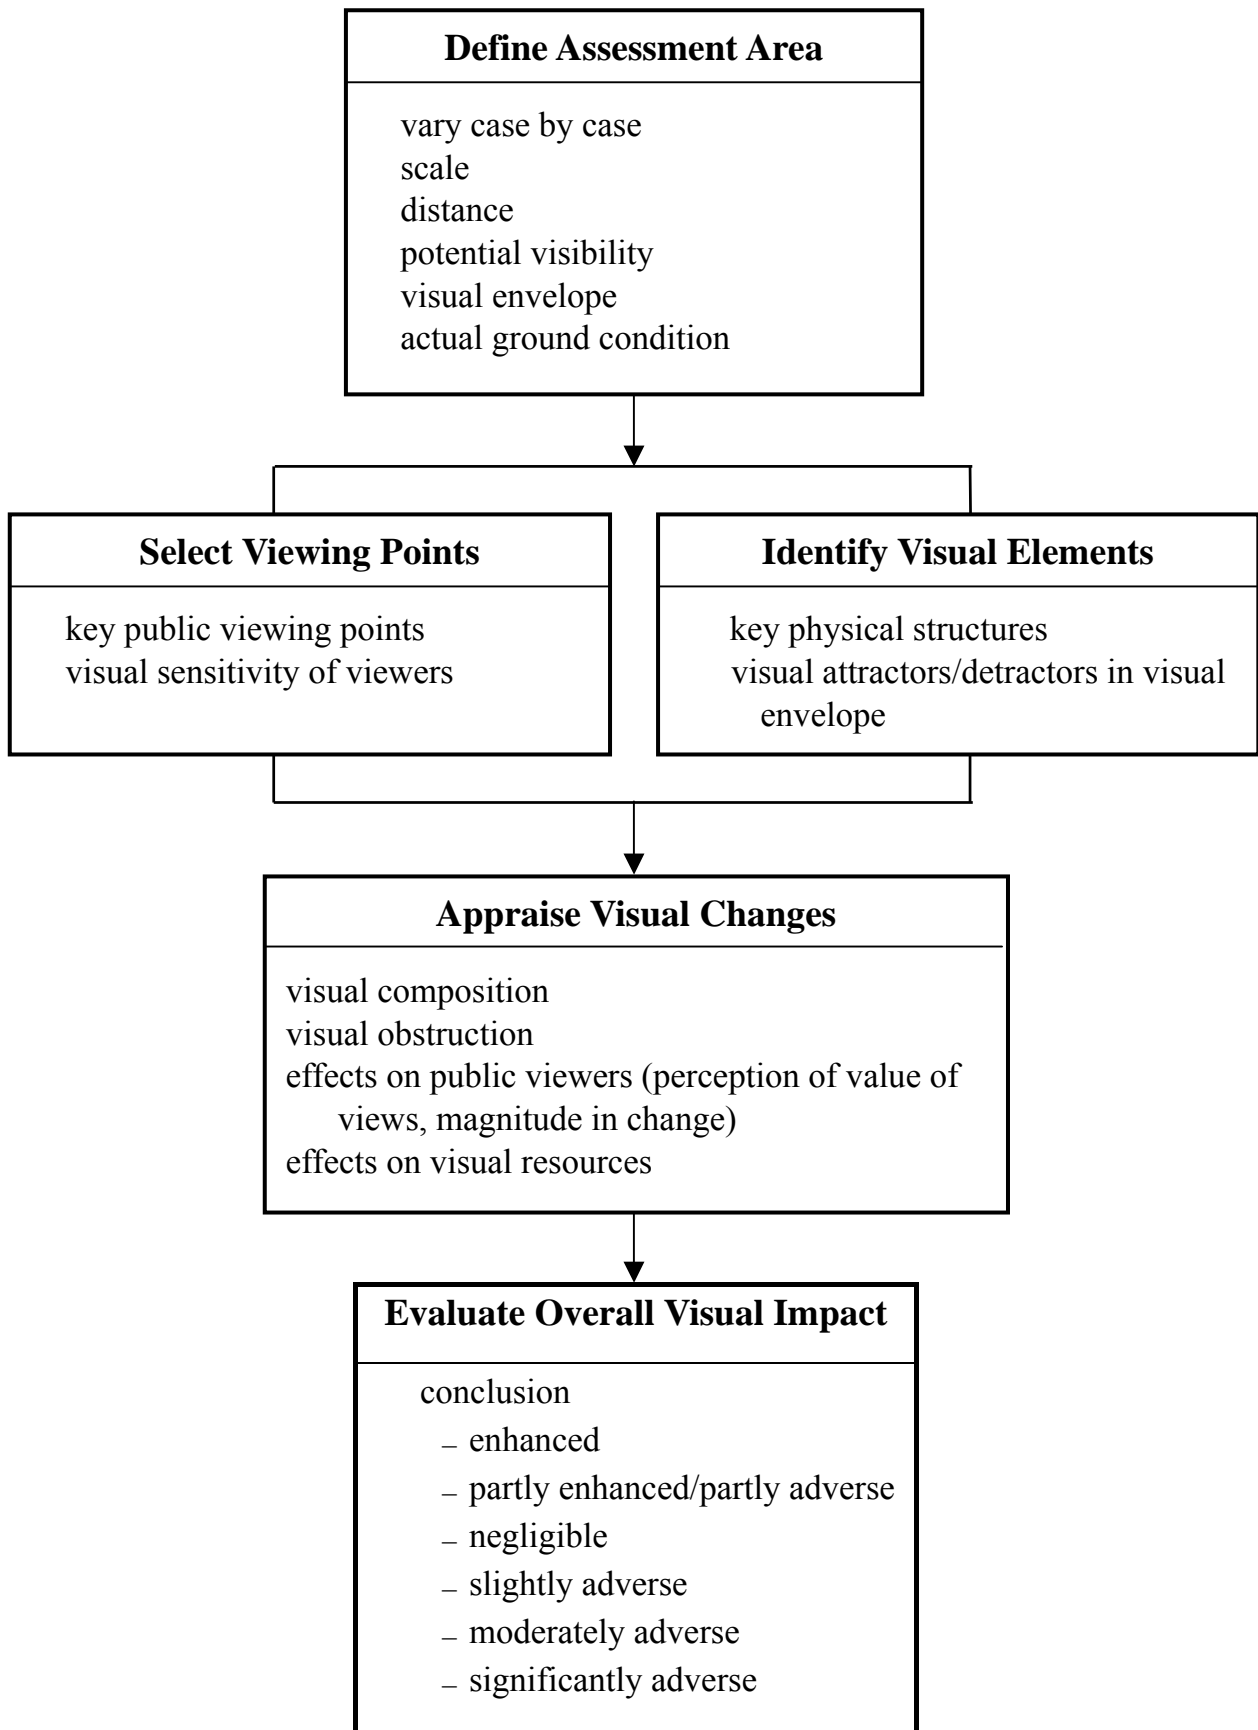 Define Assessment Area
vary case by case
scale
distance
potential visibility
visual envelope
actual ground condition
Select Viewing Points
key public viewing points
visual sensitivity of viewers
Identify Visual Elements
key physical structures
visual attractors/detractors in visual
envelope
Appraise Visual Changes
visual composition
visual obstruction
effects on public viewers (perception of value of
views, magnitude in change)
effects on visual resources
Evaluate Overall Visual Impact
conclusion
– enhanced
– partly enhanced/partly adverse
– negligible
– slightly adverse
– moderately adverse
– significantly adverse